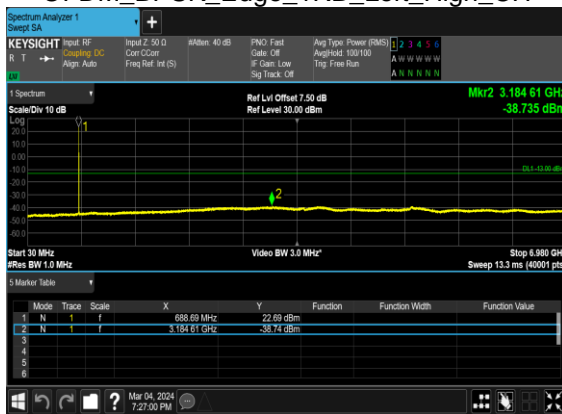 Spectrum Analyzer 1
Swept SA
KEYSIGHT Input: RF Input Z: 50 Ω #Atten: 40 dB PNO: Fast Avg Type: Power (RMS) 1 2 3 4 5 6
R T Coupling: DC Corr CCorr Gate: Off Avg|Hold: 100/100 A W W W W W
Align: Auto Freq Ref: Int (S) IF Gain: Low Trig: Free Run
Sig Track: Off A N N N N N
LXI
1 Spectrum Ref Lvl Offset 7.50 dB Mkr2 3.184 61 GHz
Scale/Div 10 dB Ref Level 30.00 dBm -38.735 dBm
Log
20.0
10.0
0.00
-10.0
-20.0
-30.0
-40.0
-50.0
-60.0
1
2
DL1 -13.00 dBm
Start 30 MHz Video BW 3.0 MHz* Stop 6.980 GHz
#Res BW 1.0 MHz Sweep 13.3 ms (40001 pts)
5 Marker Table
Mode Trace Scale X Y Function Function Width Function Value
1 N 1 f 688.69 MHz 22.69 dBm
2 N 1 f 3.184 61 GHz -38.74 dBm
3
4
5
6
? Mar 04, 2024
7:27:00 PM